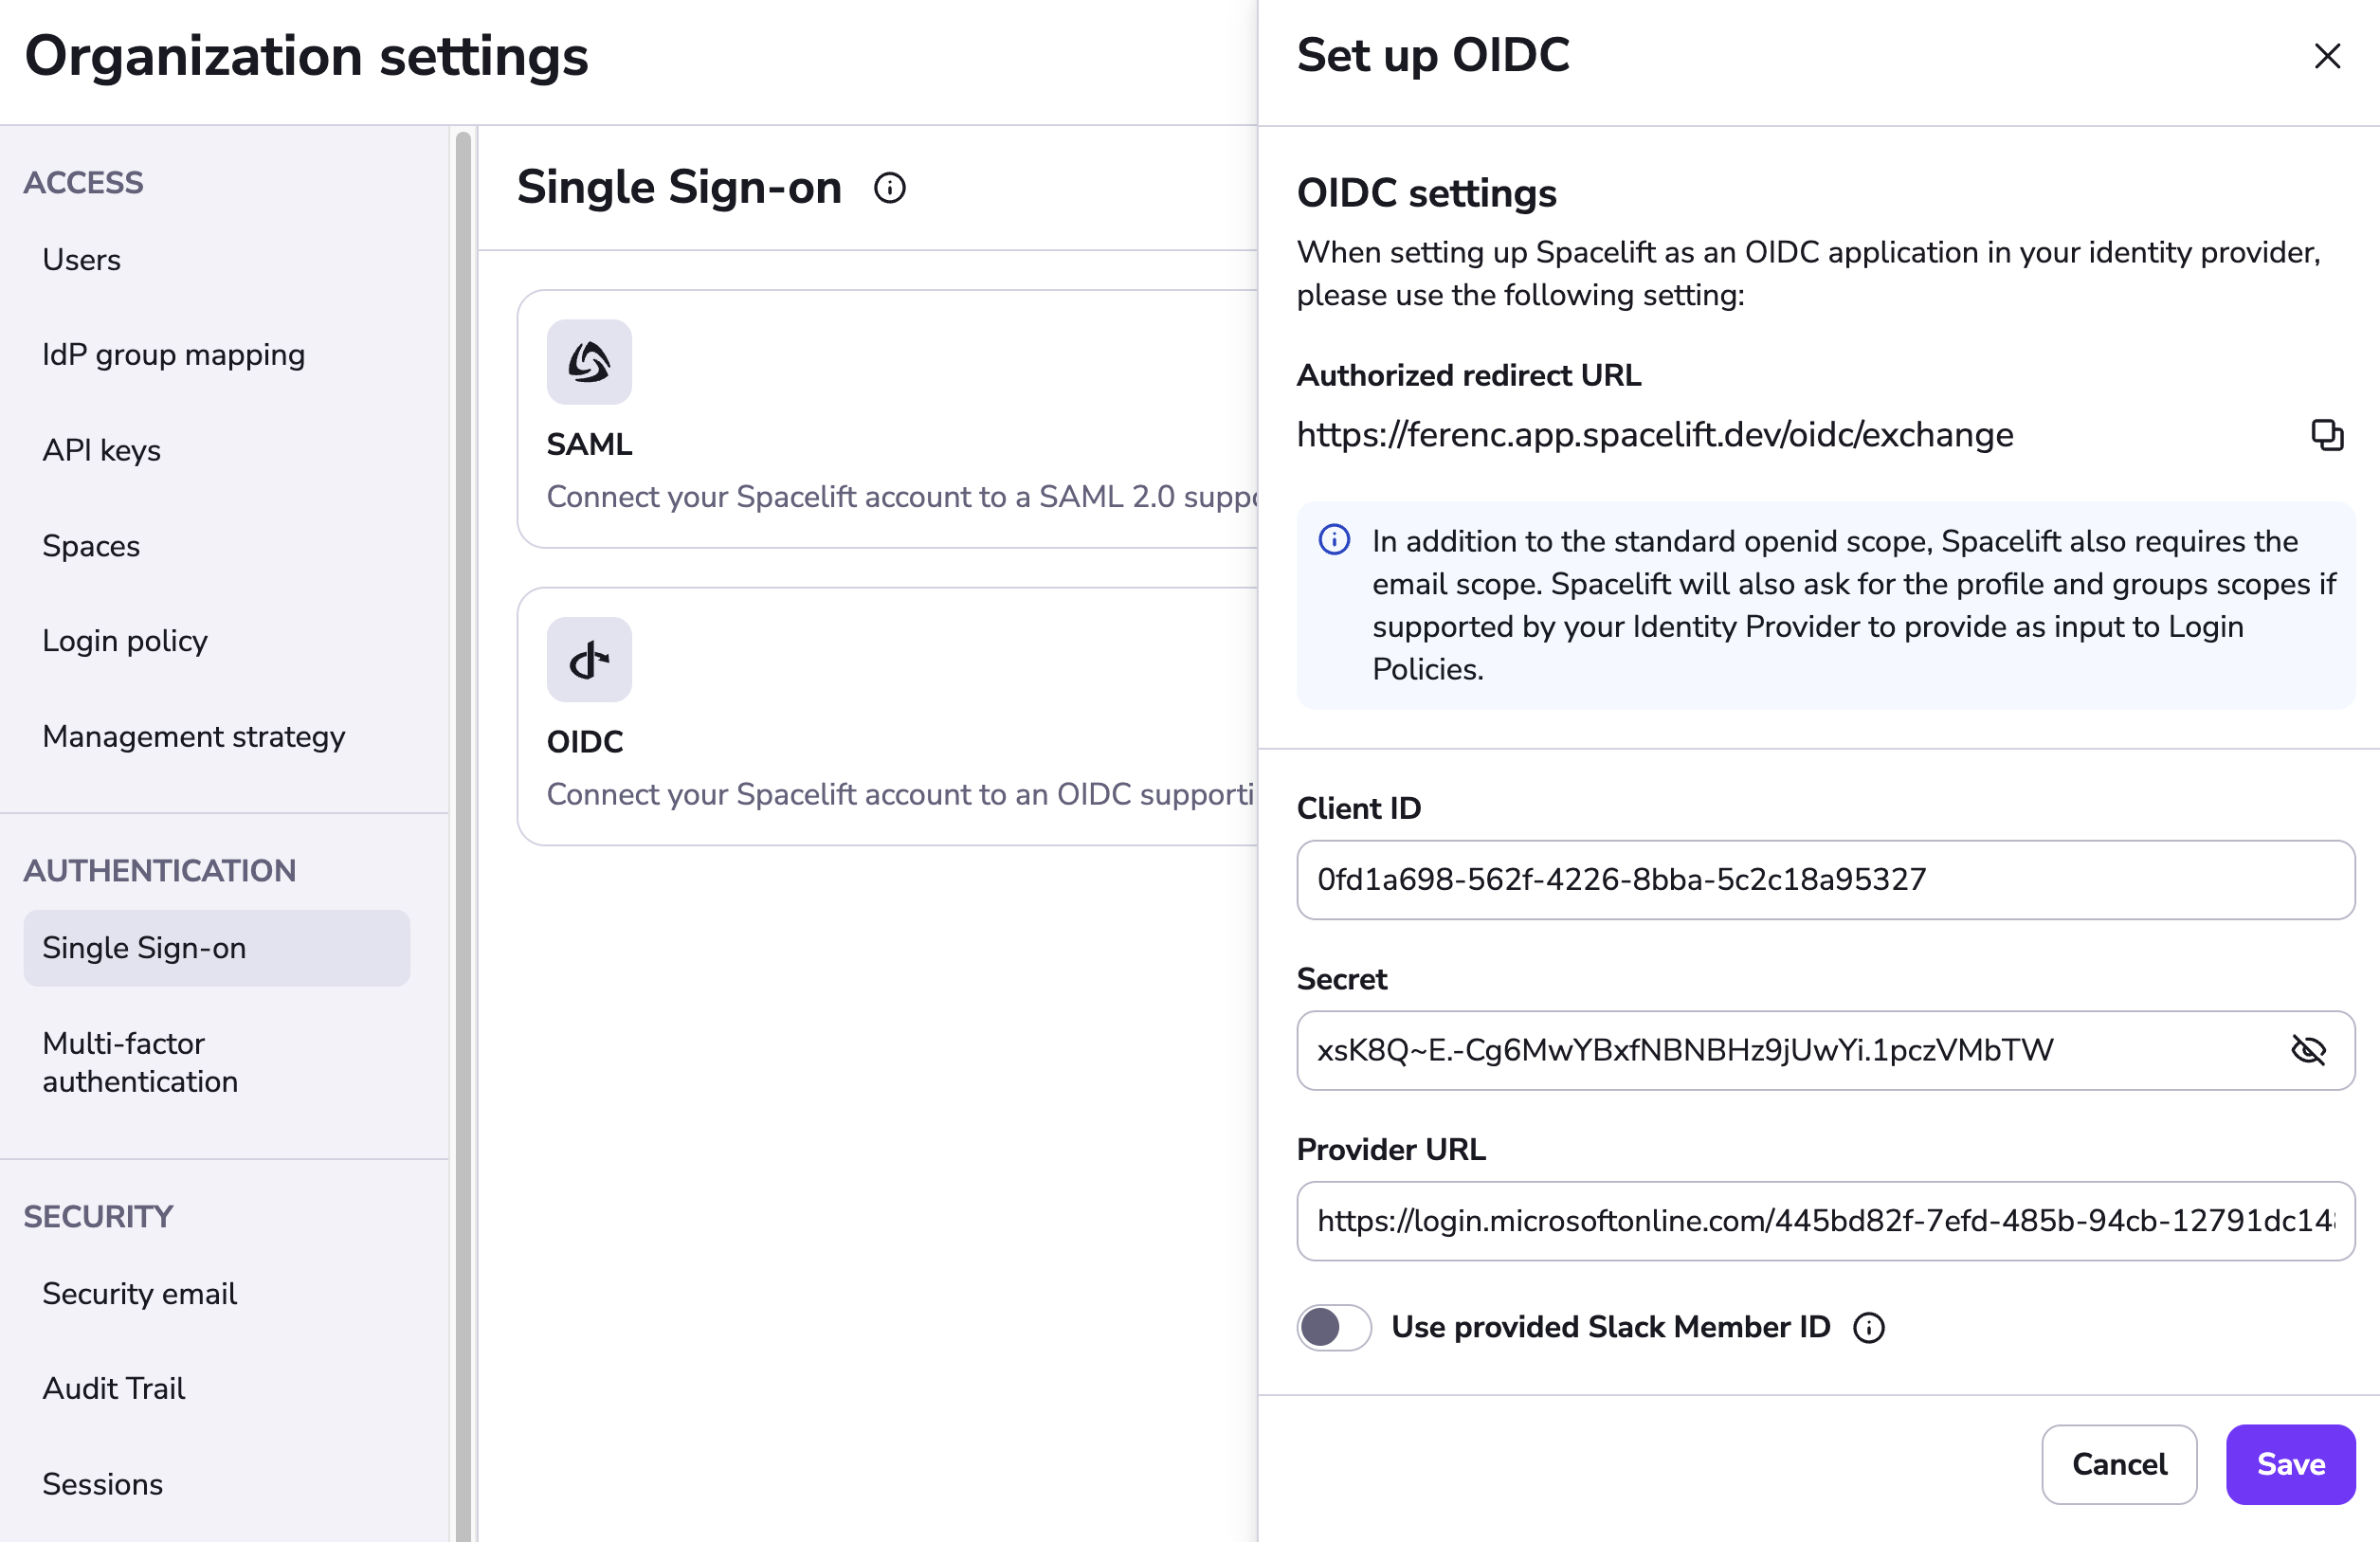 Organization settings
ACCESS
Users
IdP group mapping
API keys
Spaces
Login policy
Management strategy
AUTHENTICATION
Single Sign-on
Multi-factor
authentication
SECURITY
Security email
Audit Trail
Sessions
Single Sign-on
SAML
Connect your Spacelift account to a SAML 2.0 suppo
OIDC
Connect your Spacelift account to an OIDC supporti
Set up OIDC
OIDC settings
When setting up Spacelift as an OIDC application in your identity provider,
please use the following setting:
Authorized redirect URL
https://ferenc.app.spacelift.dev/oidc/exchange
In addition to the standard openid scope, Spacelift also requires the
email scope. Spacelift will also ask for the profile and groups scopes if
supported by your Identity Provider to provide as input to Login
Policies.
Client ID
0fd1a698-562f-4226-8bba-5c2c18a95327
Secret
xsK8Q~E.-Cg6MwYBxfNBNBHz9jUwYi.1pczVMbTW
Provider URL
https://login.microsoftonline.com/445bd82f-7efd-485b-94cb-12791dc14
Use provided Slack Member ID
Cancel
Save